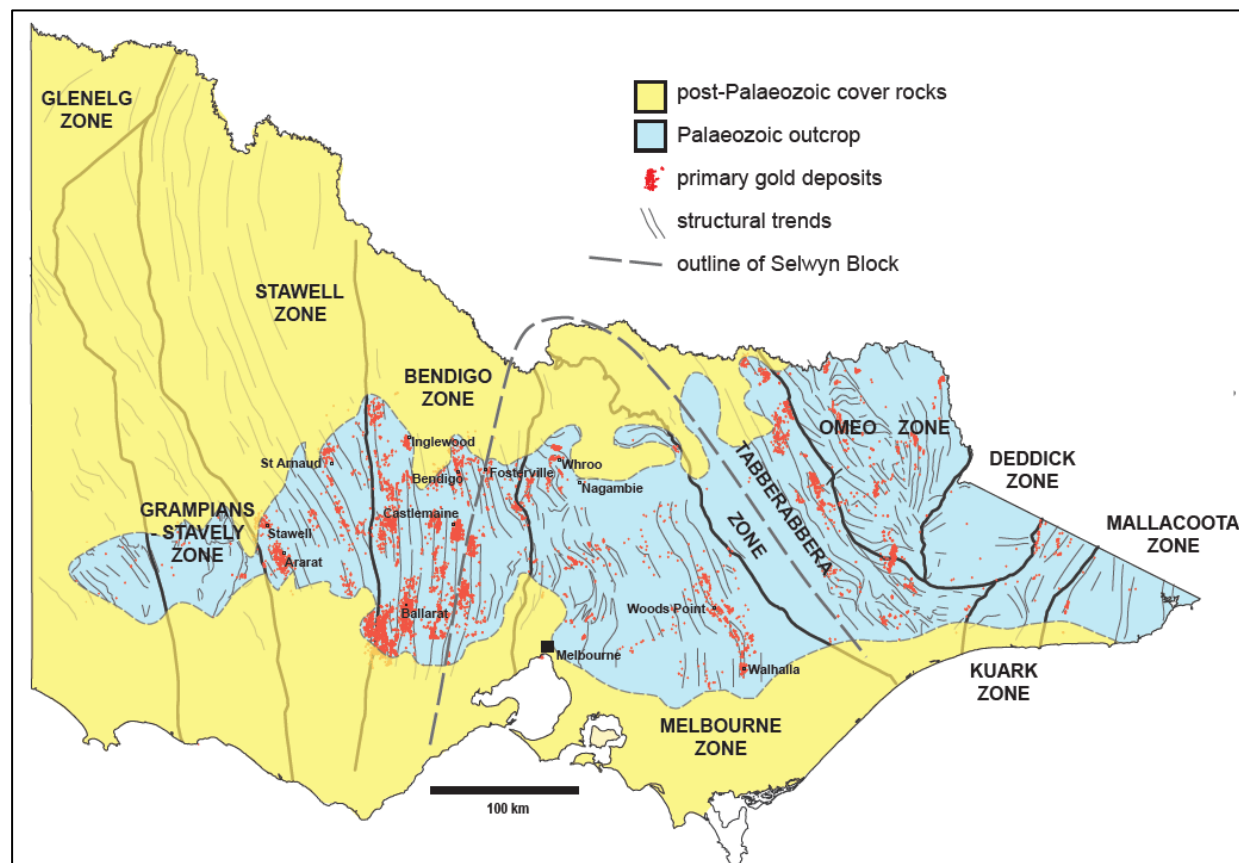 GLENELG
ZONE
post-Palaeozoic cover rocks
Palaeozoic outcrop
primary gold deposits
structural trends
outline of Selwyn Block
STAWELL
ZONE
BENDIGO
ZONE
OMEO ZONE
TABBERABBERA
ZONE
DEDDICK
ZONE
MALLACOOTA
ZONE
GRAMPIANS
STAVELY
ZONE
Inglewood
St Arnaud
Bendigo
Fosterville
Whroo
Nagambie
Castlemaine
Stawell
Ararat
Ballarat
Woods Point
Melbourne
Walhalla
KUARK
ZONE
MELBOURNE
ZONE
100 km